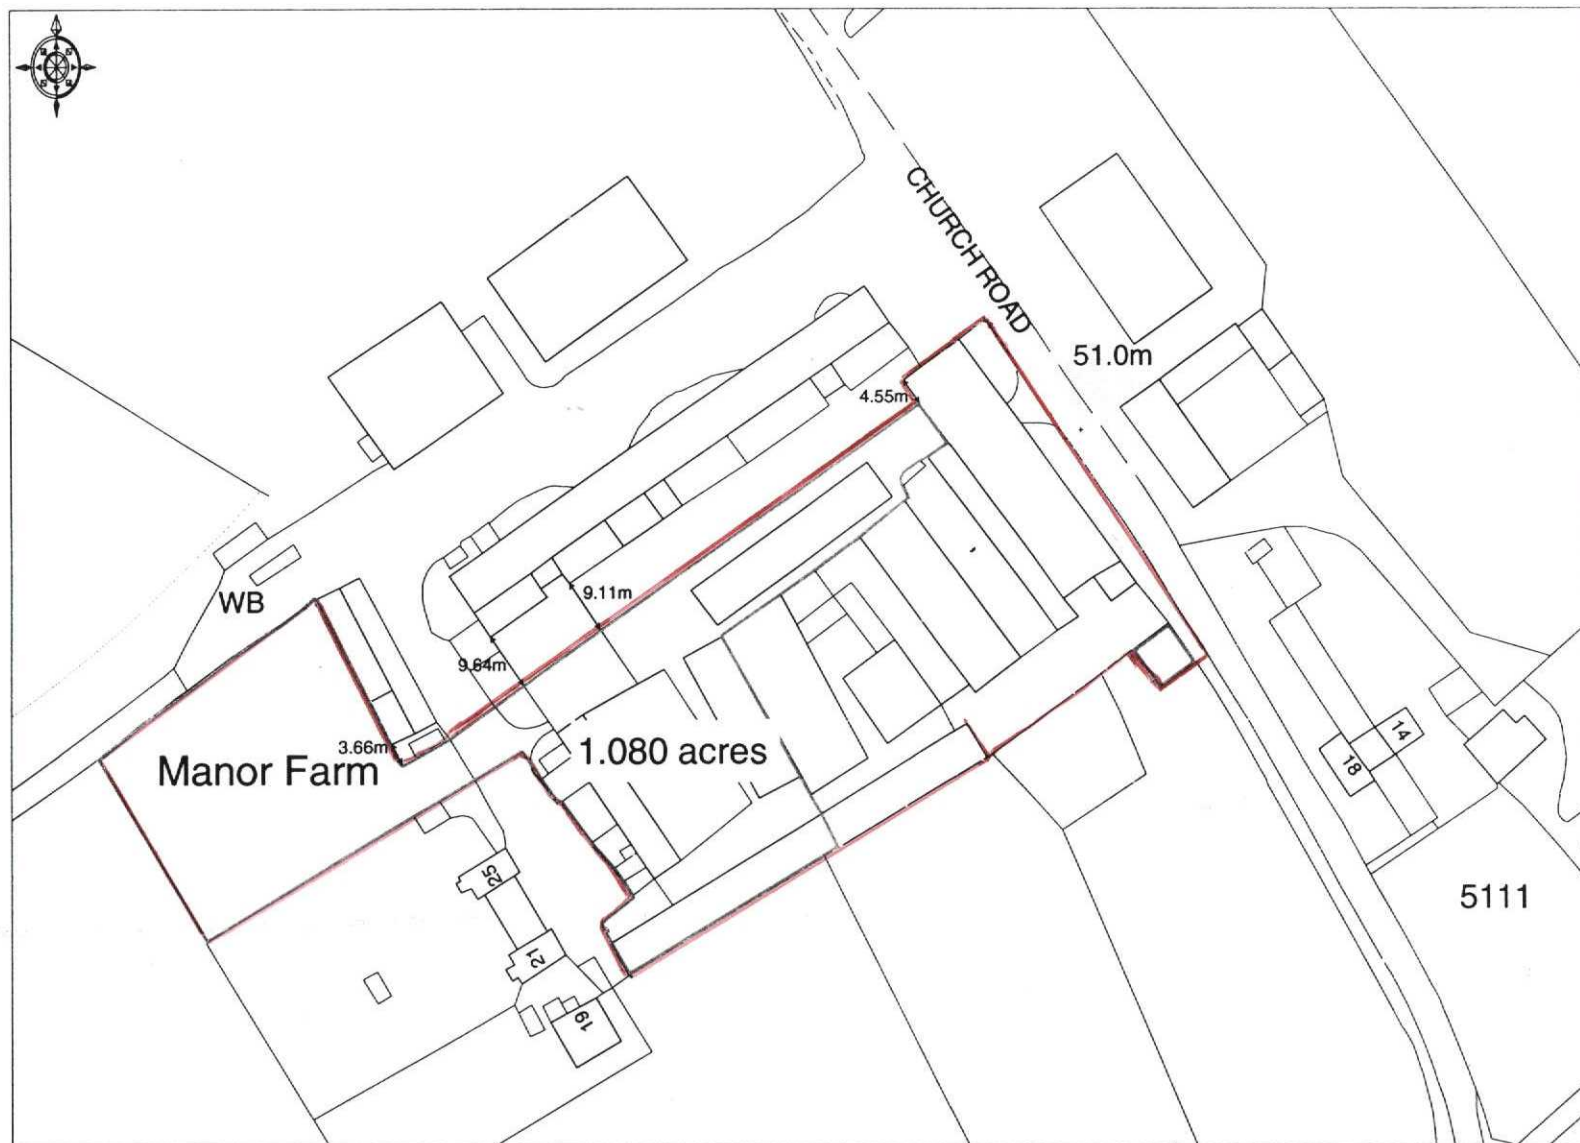 CHURCH ROAD
51.0m
4.55m
9.11m
WB
9.64m
3.66m
Manor Farm
1.080 acres
14
18
25
5111
21
19